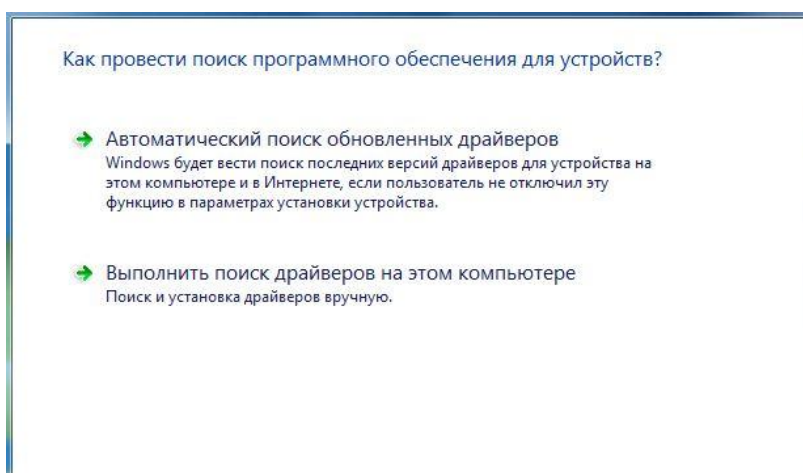 Как провести поиск программного обеспечения для устройств?
Автоматический поиск обновленных драйверов
Windows будет вести поиск последних версий драйверов для устройства на
этом компьютере и в Интернете, если пользователь не отключил эту
функцию в параметрах установки устройства.
Выполнить поиск драйверов на этом компьютере
Поиск и установка драйверов вручную.